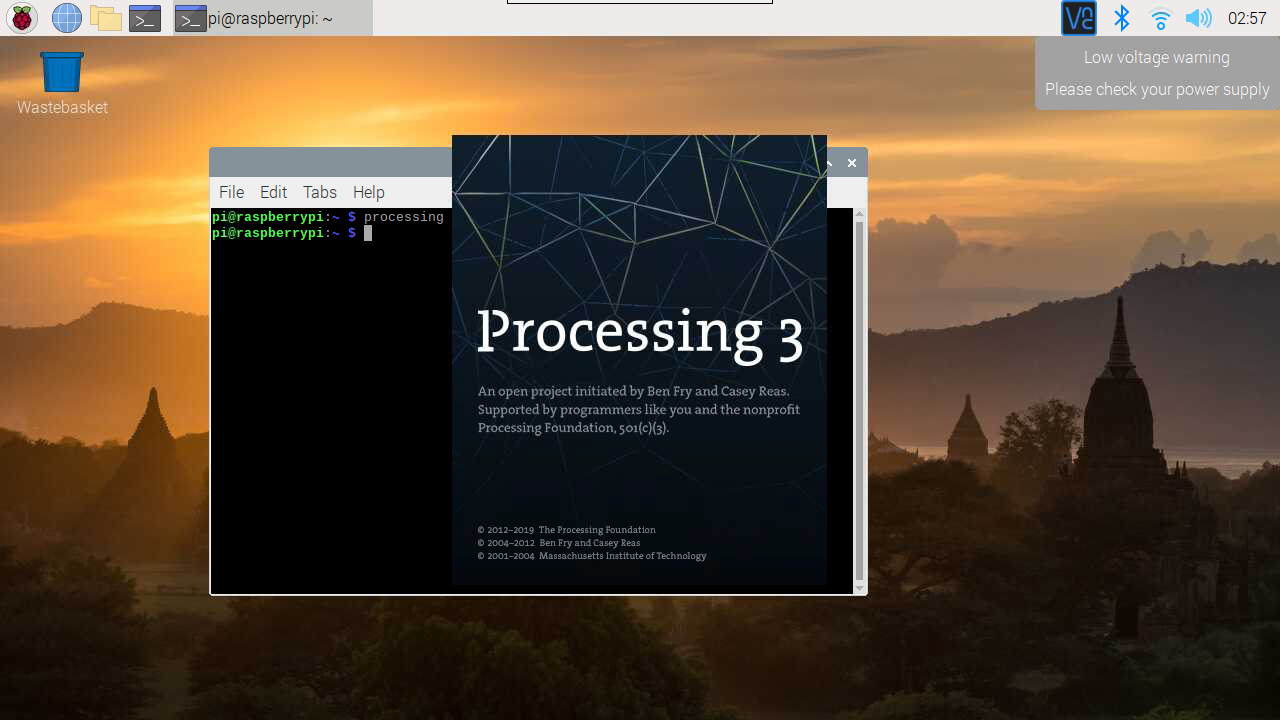 pi@raspberrypi: ~
02:57
Low voltage warning
Please check your power supply
Wastebasket
File Edit Tabs Help
pi@raspberrypi:~ $ processing
pi@raspberrypi:~ $
Processing 3
An open project initiated by Ben Fry and Casey Reas.
Supported by programmers like you and the nonprofit
Processing Foundation, 501(c)(3).
© 2012–2019 The Processing Foundation
© 2004–2012 Ben Fry and Casey Reas
© 2001–2004 Massachusetts Institute of Technology